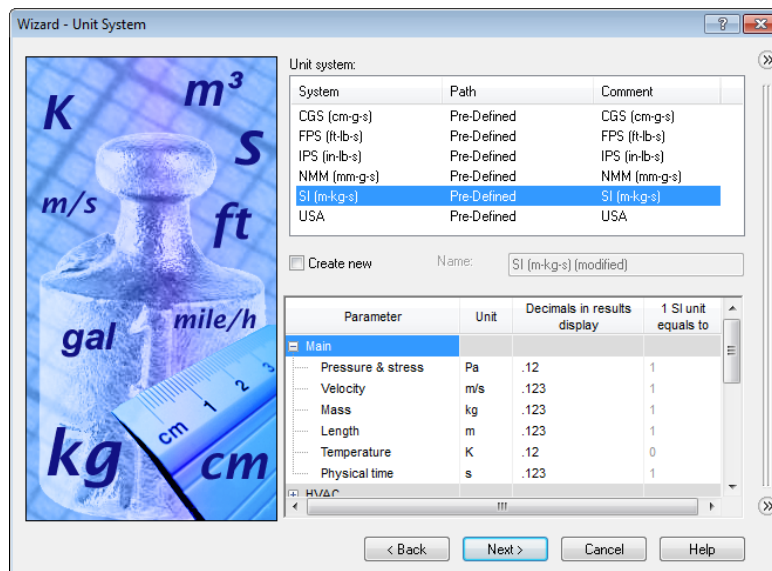 Wizard - Unit System
K
m³
s
m/s
ft
gal
mile/h
cm 1 2 3
kg
cm
Unit system:
System Path Comment
CGS (cm-g-s) Pre-Defined CGS (cm-g-s)
FPS (ft-lb-s) Pre-Defined FPS (ft-lb-s)
IPS (in-lb-s) Pre-Defined IPS (in-lb-s)
NMM (mm-g-s) Pre-Defined NMM (mm-g-s)
SI (m-kg-s) Pre-Defined SI (m-kg-s)
USA Pre-Defined USA
Create new Name: SI (m-kg-s) (modified)
Parameter Unit Decimals in results display 1 SI unit equals to
Main
Pressure & stress Pa .12 1
Velocity m/s .123 1
Mass kg .123 1
Length m .123 1
Temperature K .12 0
Physical time s .123 1
HVAC
< Back Next > Cancel Help